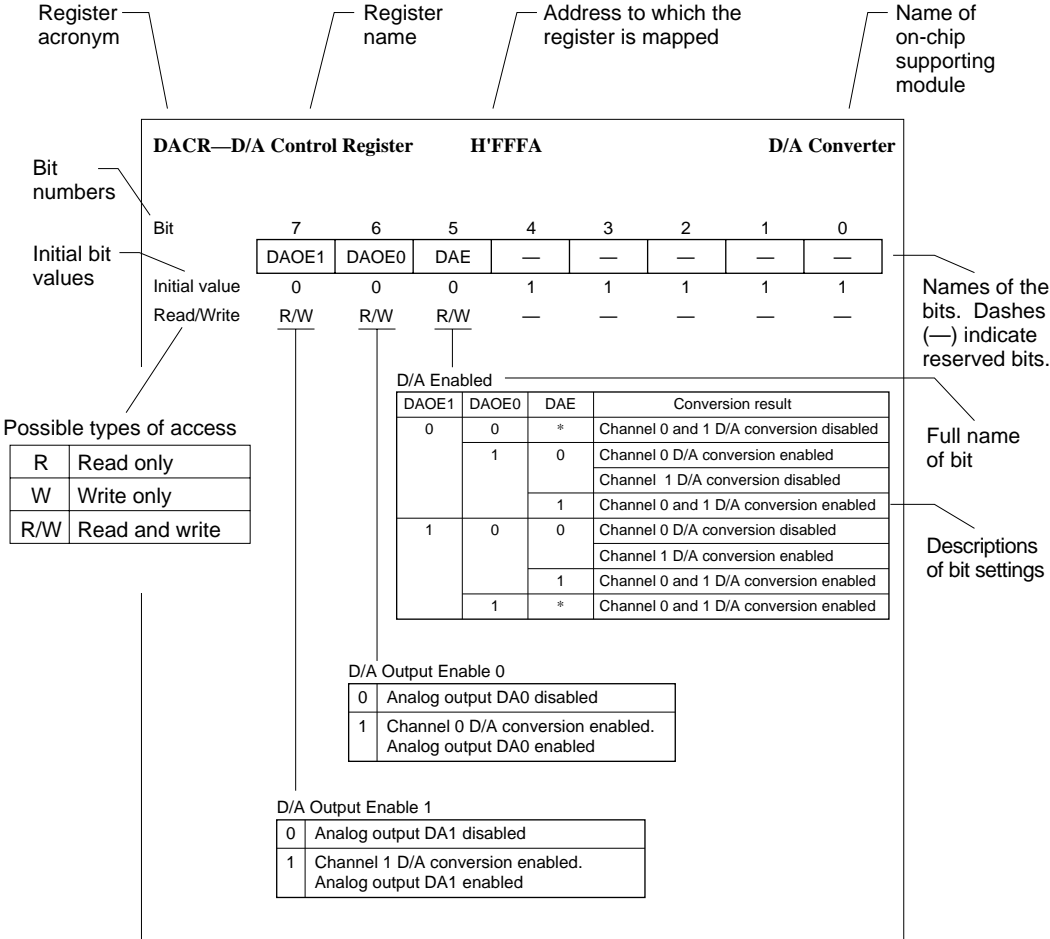 Register acronym
Register name
Address to which the register is mapped
Name of on-chip supporting module
DACR—D/A Control Register H'FFFA D/A Converter
Bit numbers
Bit 7 6 5 4 3 2 1 0
Initial bit values
DAOE1 DAOE0 DAE — — — — —
Initial value 0 0 0 1 1 1 1 1
Read/Write R/W R/W R/W — — — — —
Names of the bits. Dashes (—) indicate reserved bits.
Possible types of access
R Read only
W Write only
R/W Read and write
D/A Enabled
DAOE1 DAOE0 DAE Conversion result
0 0 * Channel 0 and 1 D/A conversion disabled
1 0 Channel 0 D/A conversion enabled
Channel 1 D/A conversion disabled
1 Channel 0 and 1 D/A conversion enabled
1 0 0 Channel 0 D/A conversion disabled
Channel 1 D/A conversion enabled
1 Channel 0 and 1 D/A conversion enabled
1 * Channel 0 and 1 D/A conversion enabled
Full name of bit
Descriptions of bit settings
D/A Output Enable 0
0 Analog output DA0 disabled
1 Channel 0 D/A conversion enabled.
Analog output DA0 enabled
D/A Output Enable 1
0 Analog output DA1 disabled
1 Channel 1 D/A conversion enabled.
Analog output DA1 enabled